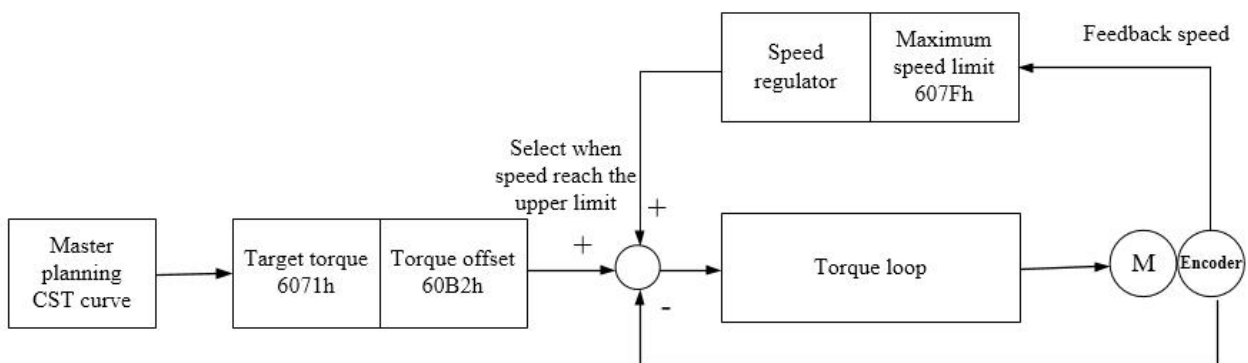 Feedback speed
Speed
regulator
Maximum
speed limit
607Fh
Select when
speed reach the
upper limit
+
Master
planning
CST curve
Target torque
6071h
Torque offset
60B2h
+
-
Torque loop
M
Encoder